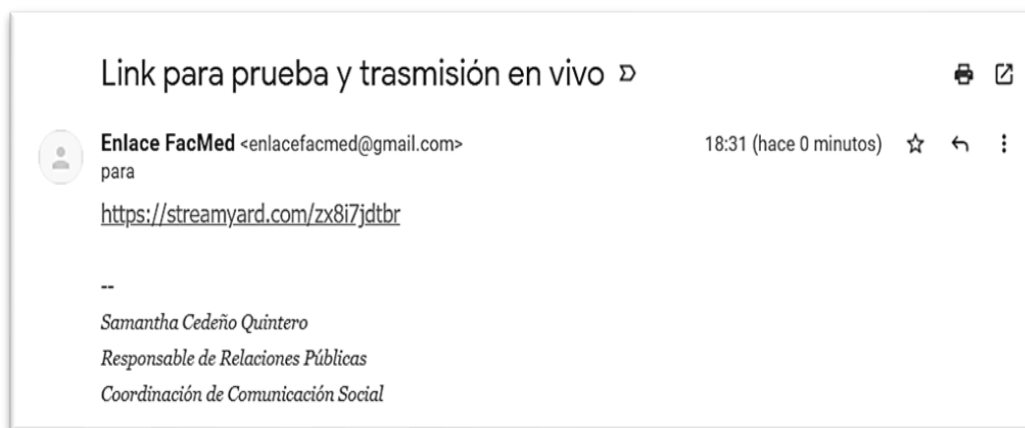 Link para prueba y trasmisión en vivo
Enlace FacMed <enlacefacmed@gmail.com> 18:31 (hace 0 minutos)
para
https://streamyard.com/zx8i7jdtbr
--
Samantha Cedeño Quintero
Responsable de Relaciones Públicas
Coordinación de Comunicación Social